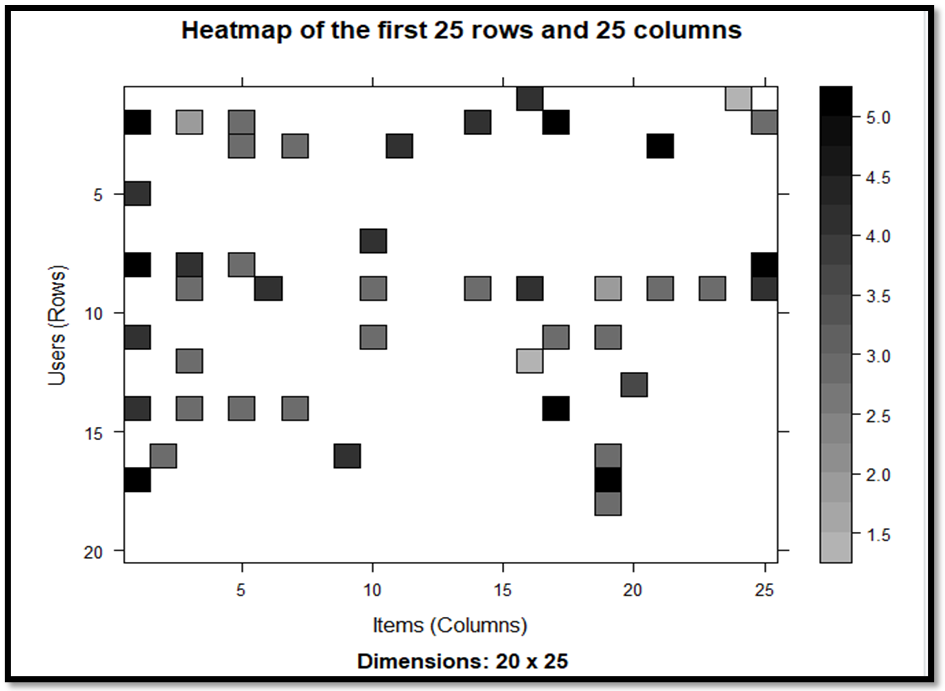 Heatmap of the first 25 rows and 25 columns
5
10
15
20
Users (Rows)
5 10 15 20 25
Items (Columns)
Dimensions: 20 x 25
5.0
4.5
4.0
3.5
3.0
2.5
2.0
1.5